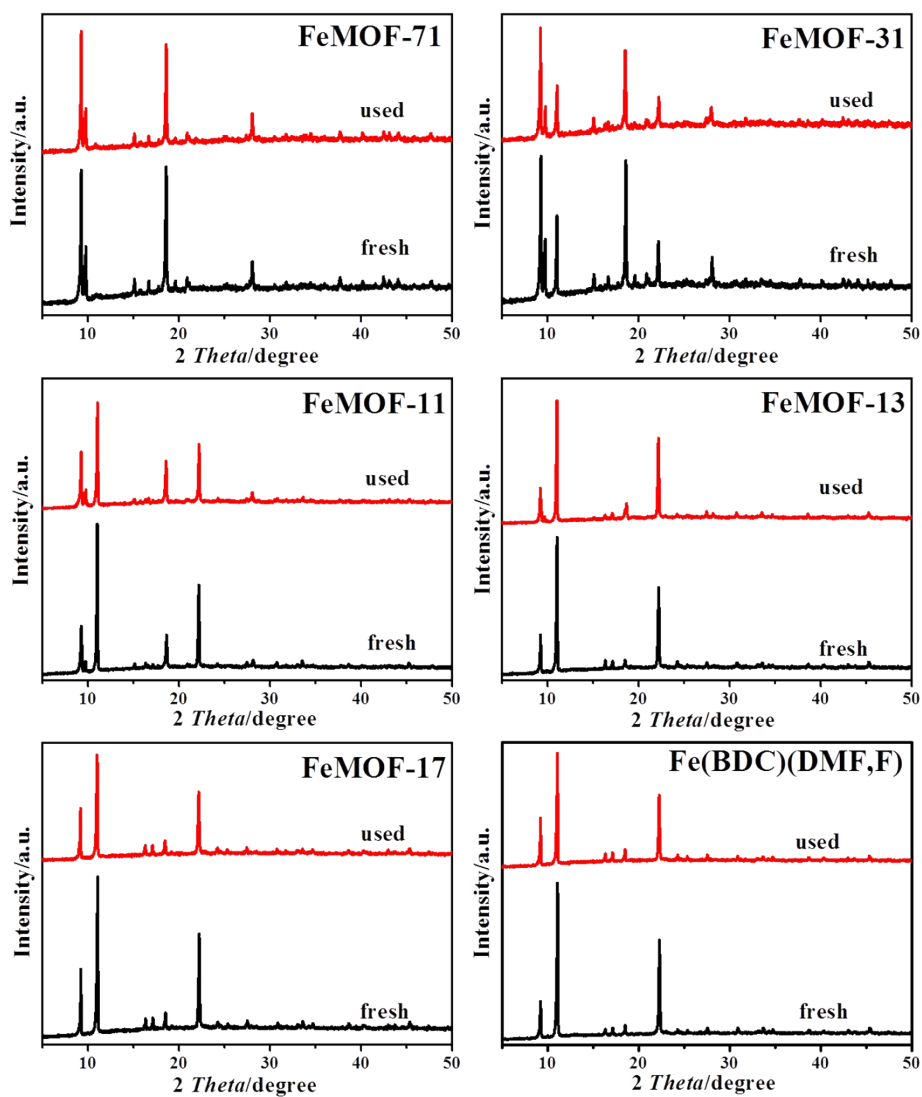 FeMOF-71
used
fresh
Intensity/a.u.
10 20 30 40 50
2 Theta/degree
FeMOF-31
used
fresh
Intensity/a.u.
10 20 30 40 50
2 Theta/degree
FeMOF-11
used
fresh
Intensity/a.u.
10 20 30 40 50
2 Theta/degree
FeMOF-13
used
fresh
Intensity/a.u.
10 20 30 40 50
2 Theta/degree
FeMOF-17
used
fresh
Intensity/a.u.
10 20 30 40 50
2 Theta/degree
Fe(BDC)(DMF,F)
used
fresh
Intensity/a.u.
10 20 30 40 50
2 Theta/degree